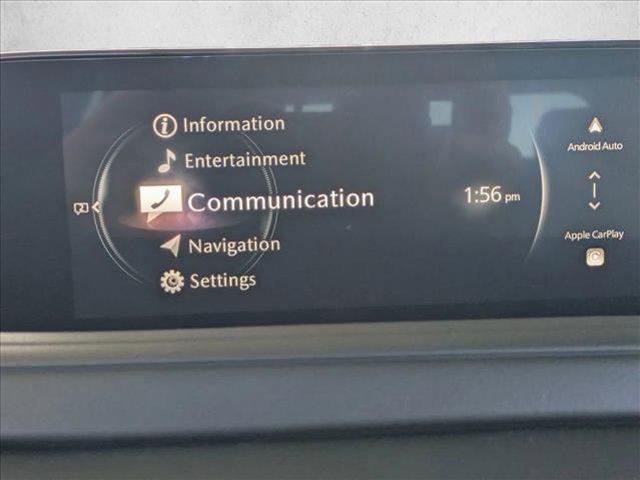 Information
Entertainment
Communication
1:56 pm
Navigation
Settings
Android Auto
Apple CarPlay